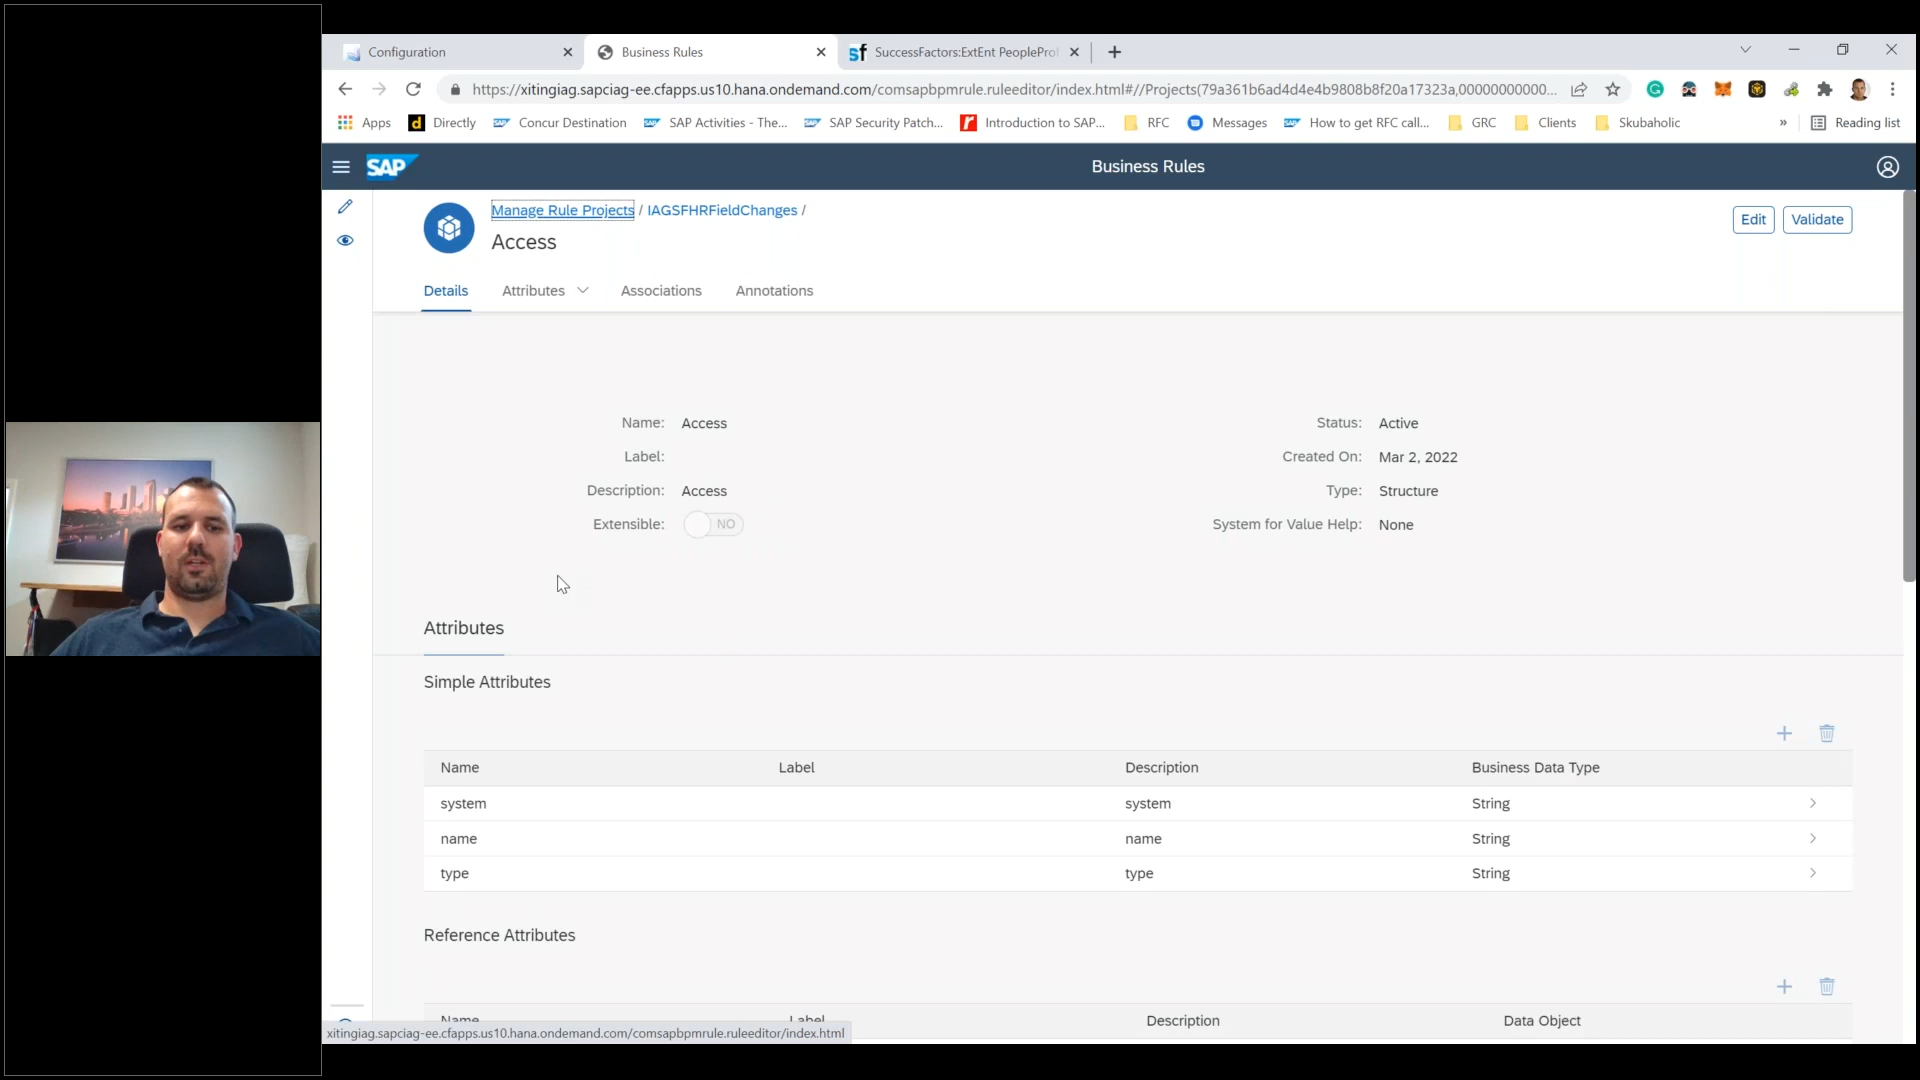 Configuration
Business Rules
sf SuccessFactors:ExtEnt PeoplePro
https://xitingiag.sapciag-ee.cfapps.us10.hana.ondemand.com/comsapbpmrule.ruleeditor/index.html#//Projects(79a361b6ad4d4e4b9808b8f20a17323a,00000000000...
Apps
d Directly
SAP Concur Destination
SAP SAP Activities - The...
SAP SAP Security Patch...
Introduction to SAP...
RFC
Messages
SAP How to get RFC call...
GRC
Clients
Skubaholic
»
Reading list
SAP
Business Rules
Manage Rule Projects / IAGSFHRFieldChanges /
Access
Edit
Validate
Details
Attributes
Associations
Annotations
Name: Access
Label:
Description: Access
Extensible: NO
Status: Active
Created On: Mar 2, 2022
Type: Structure
System for Value Help: None
Attributes
Simple Attributes
Name Label Description Business Data Type
system system String
name name String
type type String
Reference Attributes
Name Label Description Data Object
xitingiag.sapciag-ee.cfapps.us10.hana.ondemand.com/comsapbpmrule.ruleeditor/index.html